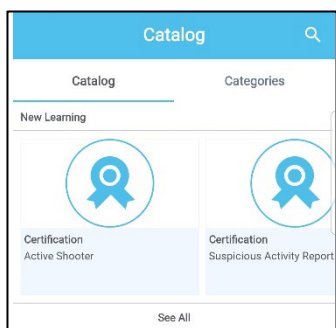 Catalog
Catalog Categories
New Learning
Certification
Active Shooter
Certification
Suspicious Activity Report
See All